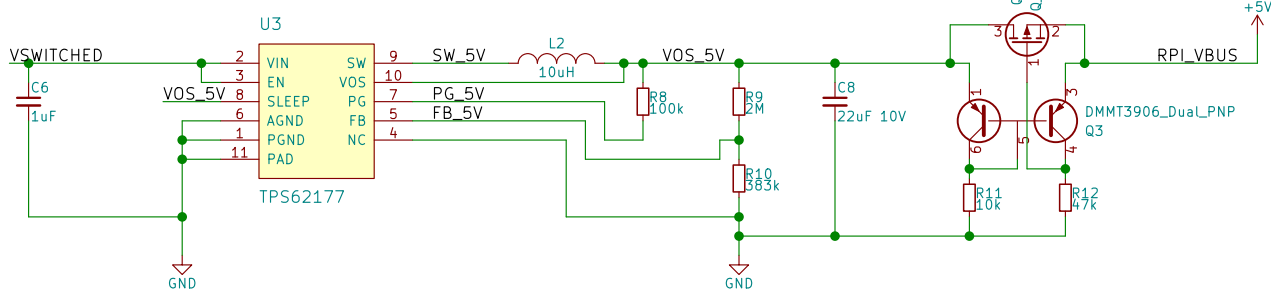 Q
+5V
U3
3
2
VSWITCHED
2
VIN
SW
9
SW_5V
L2
VOS_5V
RPI_VBUS
3
EN
VOS
10
10uH
1
C6
1uF
VOS_5V
8
SLEEP
PG
7
PG_5V
R8
100k
R9
2M
C8
22uF 10V
1
3
6
AGND
FB
5
FB_5V
DMMT3906_Dual_PNP
Q3
1
PGND
NC
4
5
6
4
11
PAD
R10
383k
TPS62177
R11
10k
R12
47k
GND
GND